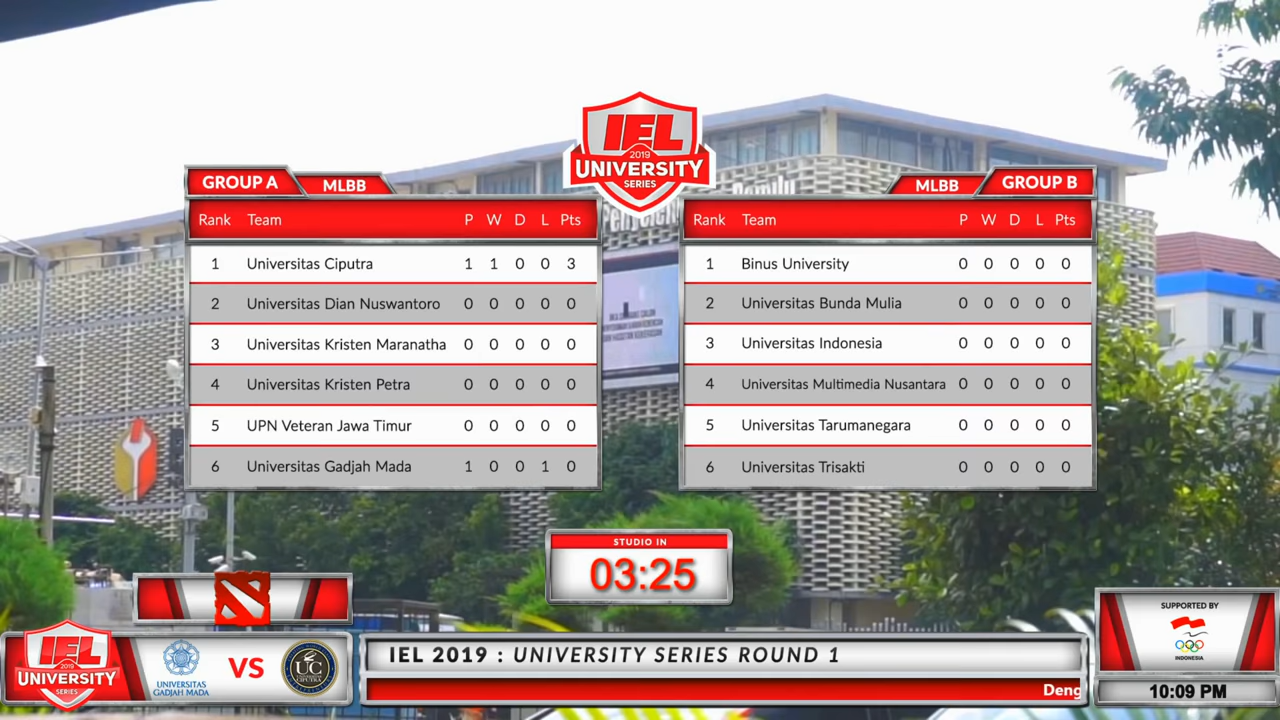 IEL
2019
UNIVERSITY
SERIES
GROUP A MLBB
Rank Team P W D L Pts
1 Universitas Ciputra 1 1 0 0 3
2 Universitas Dian Nuswantoro 0 0 0 0 0
3 Universitas Kristen Maranatha 0 0 0 0 0
4 Universitas Kristen Petra 0 0 0 0 0
5 UPN Veteran Jawa Timur 0 0 0 0 0
6 Universitas Gadjah Mada 1 0 0 1 0
MLBB GROUP B
Rank Team P W D L Pts
1 Binus University 0 0 0 0 0
2 Universitas Bunda Mulia 0 0 0 0 0
3 Universitas Indonesia 0 0 0 0 0
4 Universitas Multimedia Nusantara 0 0 0 0 0
5 Universitas Tarumanegara 0 0 0 0 0
6 Universitas Trisakti 0 0 0 0 0
STUDIO IN
03:25
IEL
2019
UNIVERSITY
SERIES
UNIVERSITAS
GADJAH MADA
VS
UC
IEL 2019 : UNIVERSITY SERIES ROUND 1
Deng
SUPPORTED BY
INDONESIA
10:09 PM